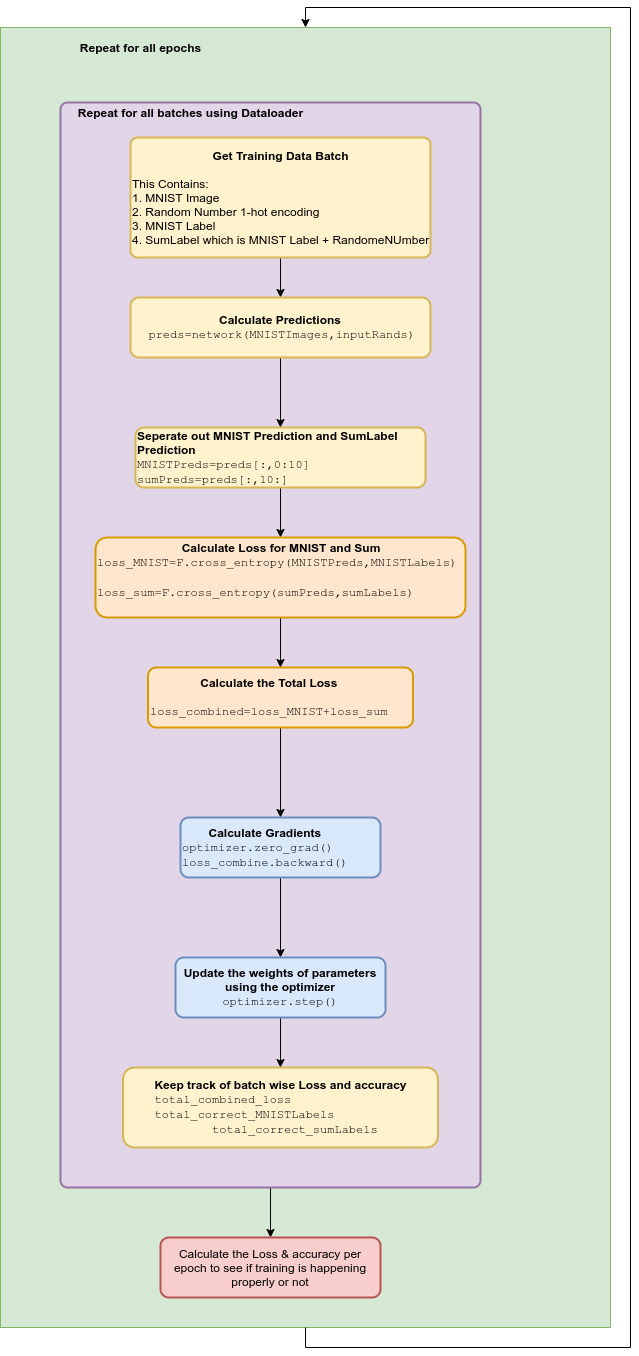 Repeat for all epochs
Repeat for all batches using Dataloader
Get Training Data Batch
This Contains:
1. MNIST Image
2. Random Number 1-hot encoding
3. MNIST Label
4. SumLabel which is MNIST Label + RandomeNUmber
Calculate Predictions
preds=network(MNISTImages,inputRands)
Seperate out MNIST Prediction and SumLabel
Prediction
MNISTPreds=preds[:,0:10]
sumPreds=preds[:,10:]
Calculate Loss for MNIST and Sum
loss_MNIST=F.cross_entropy(MNISTPreds,MNISTLabels)
loss_sum=F.cross_entropy(sumPreds,sumLabels)
Calculate the Total Loss
loss_combined=loss_MNIST+loss_sum
Calculate Gradients
optimizer.zero_grad()
loss_combine.backward()
Update the weights of parameters
using the optimizer
optimizer.step()
Keep track of batch wise Loss and accuracy
total_combined_loss
total_correct_MNISTLabels
total_correct_sumLabels
Calculate the Loss & accuracy per
epoch to see if training is happening
properly or not